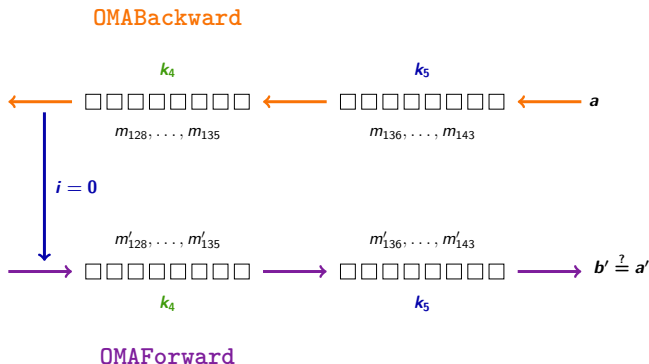 OMABackward
k₄ k₅
a
m₁₂₈, . . . , m₁₃₅ m₁₃₆, . . . , m₁₄₃
i = 0
m′₁₂₈, . . . , m′₁₃₅ m′₁₃₆, . . . , m′₁₄₃
b′ ≟ a′
k₄ k₅
OMAForward